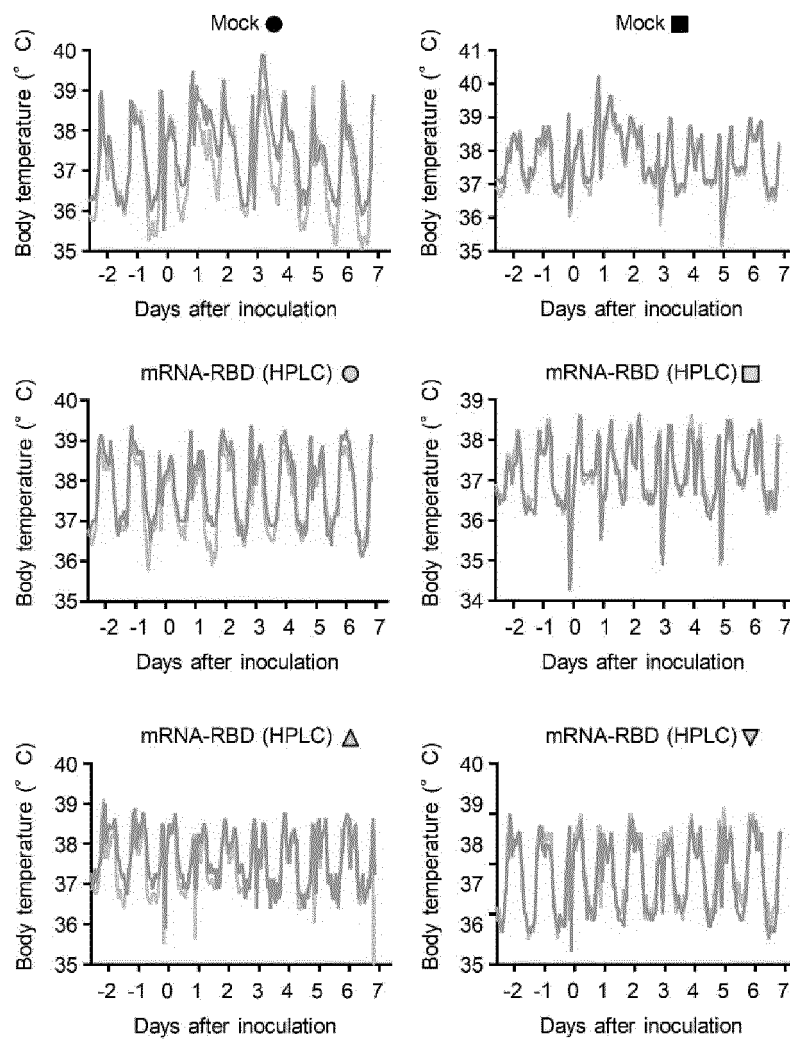 Mock
Body temperature (° C)
40
39
38
37
36
35
-2 -1 0 1 2 3 4 5 6 7
Days after inoculation
Mock
Body temperature (° C)
41
40
39
38
37
36
35
-2 -1 0 1 2 3 4 5 6 7
Days after inoculation
mRNA-RBD (HPLC)
Body temperature (° C)
40
39
38
37
36
35
-2 -1 0 1 2 3 4 5 6 7
Days after inoculation
mRNA-RBD (HPLC)
Body temperature (° C)
39
38
37
36
35
34
-2 -1 0 1 2 3 4 5 6 7
Days after inoculation
mRNA-RBD (HPLC)
Body temperature (° C)
40
39
38
37
36
35
-2 -1 0 1 2 3 4 5 6 7
Days after inoculation
mRNA-RBD (HPLC)
Body temperature (° C)
40
39
38
37
36
35
-2 -1 0 1 2 3 4 5 6 7
Days after inoculation